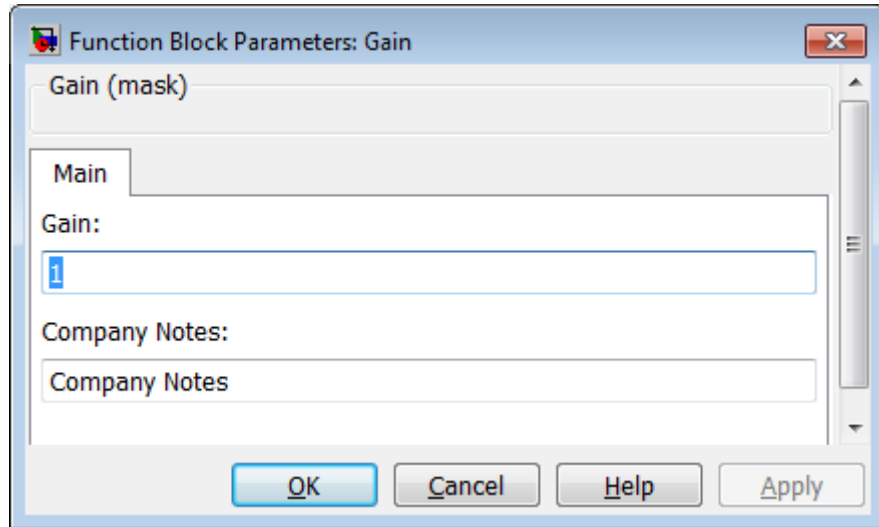 Function Block Parameters: Gain
Gain (mask)
Main
Gain:
1
Company Notes:
Company Notes
OK Cancel Help Apply